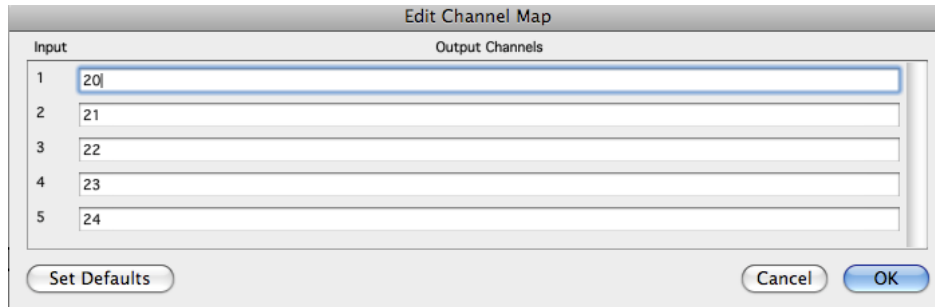 Edit Channel Map
Input Output Channels
1 20
2 21
3 22
4 23
5 24
Set Defaults Cancel OK